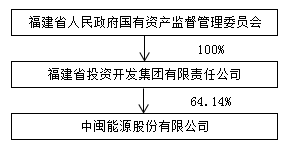 福建省人民政府国有资产监督管理委员会
100%
福建省投资开发集团有限责任公司
64.14%
中闽能源股份有限公司